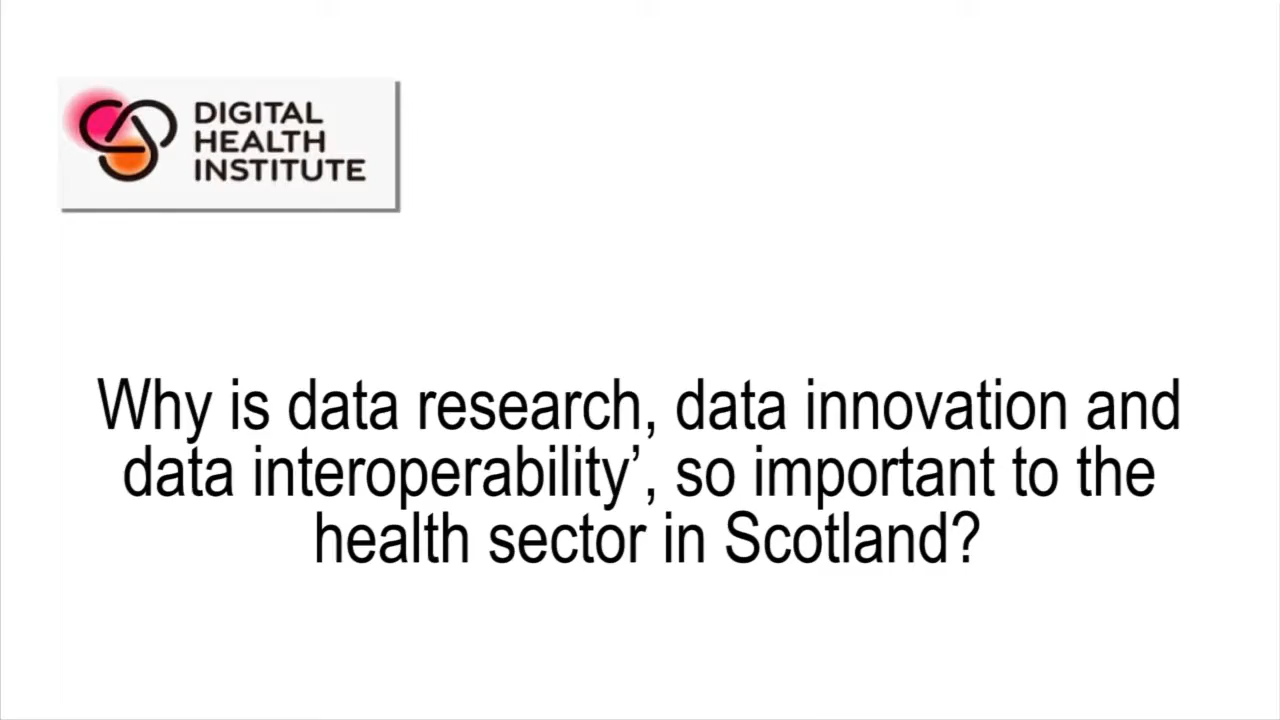 DIGITAL
HEALTH
INSTITUTE
Why is data research, data innovation and
data interoperability’, so important to the
health sector in Scotland?